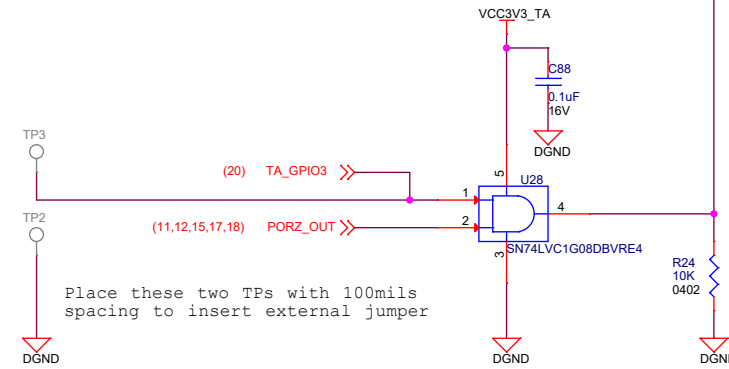 VCC3V3_TA
C88
0.1uF
16V
DGND
TP3
(20) TA_GPIO3
5
U28
1
4
TP2
(11,12,15,17,18) PORZ_OUT
2
3
SN74LVC1G08DBVRE4
R24
10K
0402
Place these two TPs with 100mils
spacing to insert external jumper
DGND
DGND
DGND